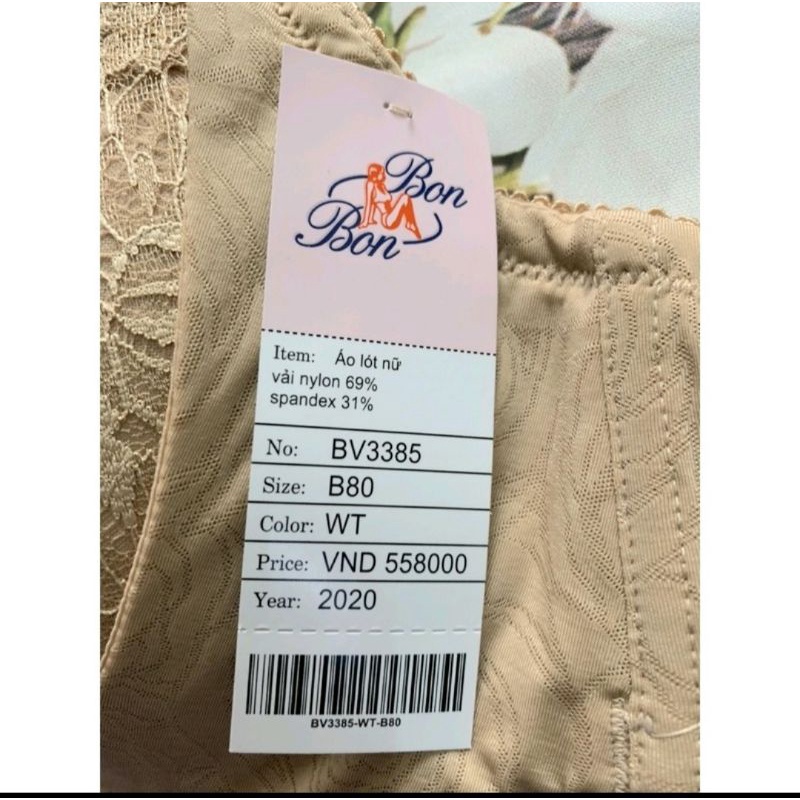 Bon
Bon
Item: Áo lót nữ
vải nylon 69%
spandex 31%
No: BV3385
Size: B80
Color: WT
Price: VND 558000
Year: 2020
BV3385-WT-B80